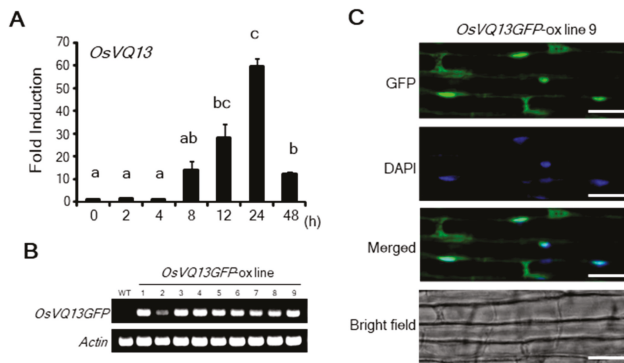 A
OsVQ13
Fold Induction
70
60
50
40
30
20
10
0
a a a ab bc c b
0 2 4 8 12 24 48 (h)
B
OsVQ13GFP-ox line
WT 1 2 3 4 5 6 7 8 9
OsVQ13GFP
Actin
C
OsVQ13GFP-ox line 9
GFP
DAPI
Merged
Bright field